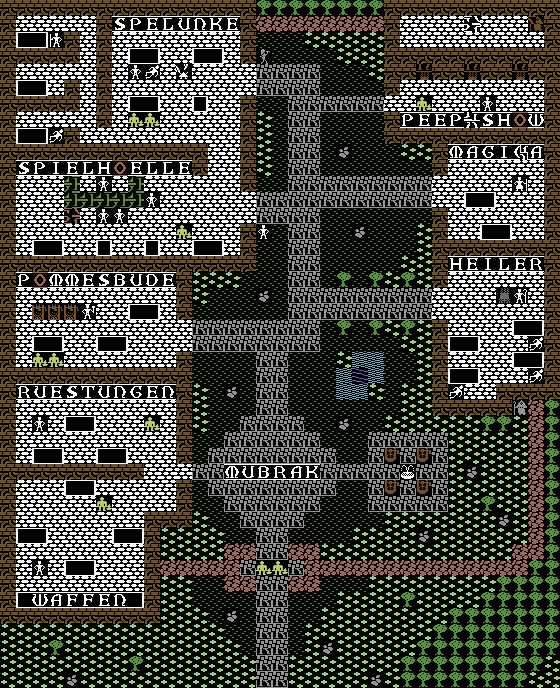 SPELUNKE
PEEP SHOW
MAGICA
SPIELHOELLE
HEILER
POMMESBUDE
RUESTUNGEN
MUBRAK
WAFFEN